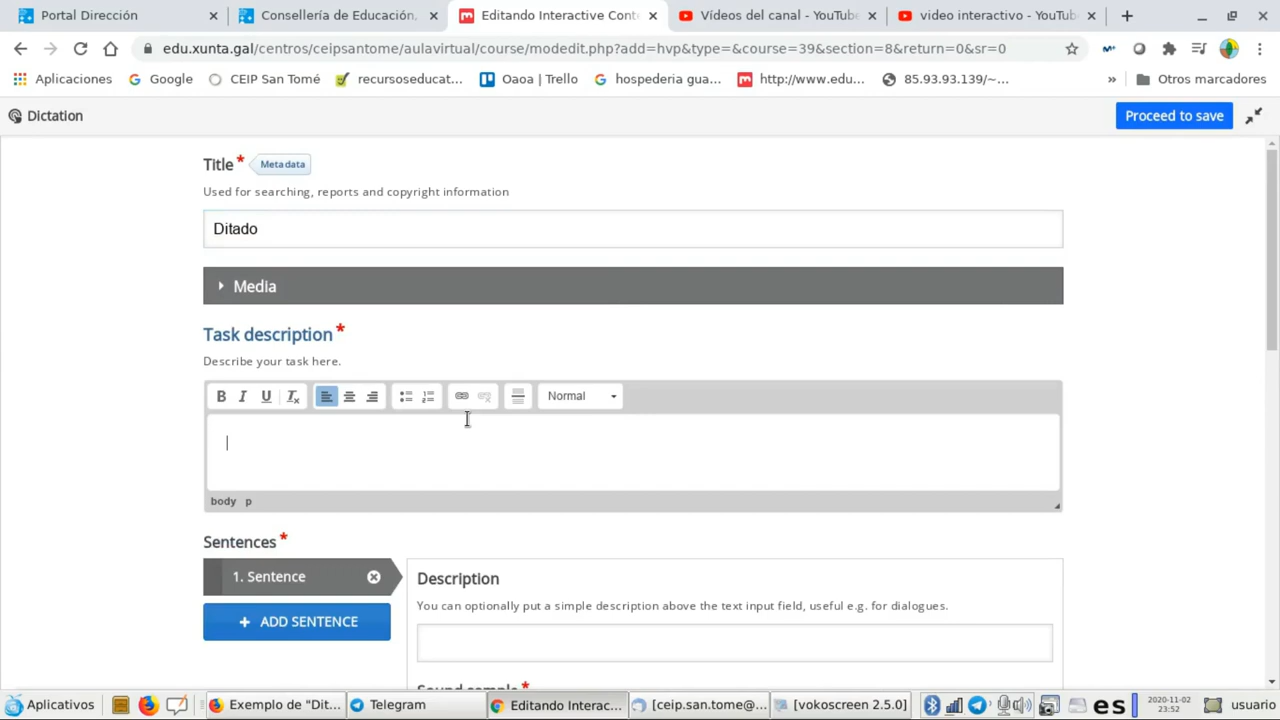 Portal Dirección
Consellería de Educación,
Editando Interactive Cont
Vídeos del canal - YouTube
video interactivo - YouTube
edu.xunta.gal/centros/ceipsantome/aulavirtual/course/modedit.php?add=hvp&type=&course=39&section=8&return=0&sr=0
Aplicaciones
Google
CEIP San Tomé
recursoseducat...
Oaoa | Trello
hospederia gua...
http://www.edu...
85.93.93.139/~...
»
Otros marcadores
Dictation
Proceed to save
Title *
Metadata
Used for searching, reports and copyright information
Ditado
Media
Task description *
Describe your task here.
B I U Tx
Normal
body p
Sentences *
1. Sentence
Description
You can optionally put a simple description above the text input field, useful e.g. for dialogues.
+ ADD SENTENCE
Sound sample *
Aplicativos
Exemplo de "Dit...
Telegram
Editando Interac...
[ceip.san.tome@...
[vokoscreen 2.5.0]
es
2020-11-02
23:52
usuario